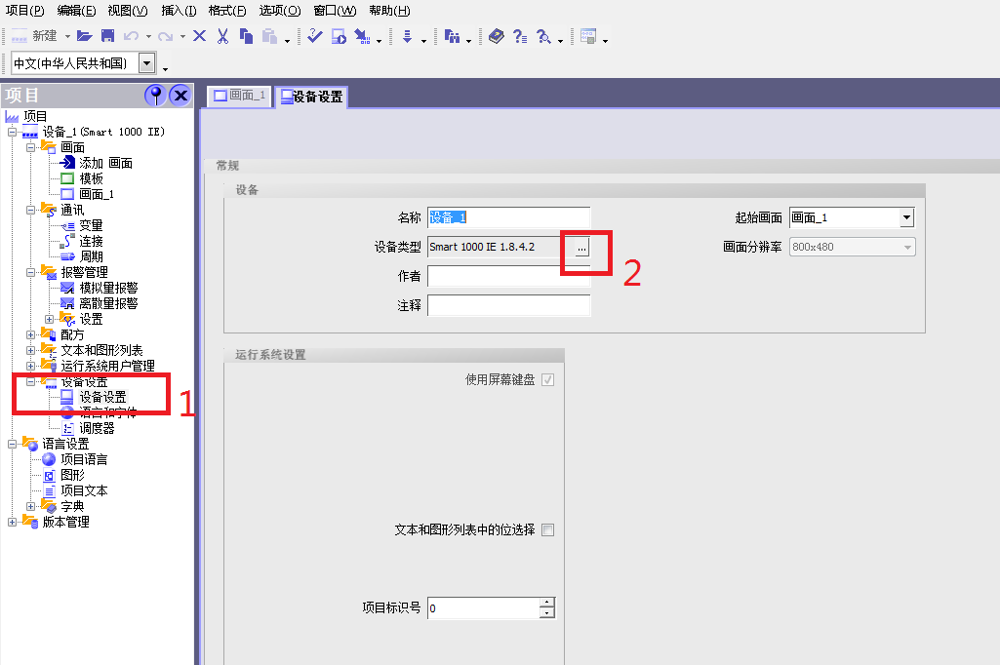 项目(P) 编辑(E) 视图(V) 插入(I) 格式(F) 选项(O) 窗口(W) 帮助(H)
新建
中文(中华人民共和国)
项目
项目
设备_1(Smart 1000 IE)
画面
添加 画面
模板
画面_1
通讯
变量
连接
周期
报警管理
模拟量报警
离散量报警
设置
配方
文本和图形列表
运行系统用户管理
设备设置
设备设置
1
语言和字体
调度器
语言设置
项目语言
图形
项目文本
字典
版本管理
画面_1 设备设置
常规
设备
名称 设备_1 起始画面 画面_1
设备类型 Smart 1000 IE 1.8.4.2 ... 画面分辨率 800x480
2
作者
注释
运行系统设置
使用屏幕键盘
文本和图形列表中的位选择
项目标识号 0